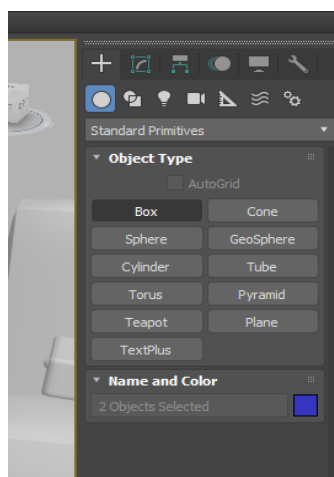 Standard Primitives
Object Type
AutoGrid
Box Cone
Sphere GeoSphere
Cylinder Tube
Torus Pyramid
Teapot Plane
TextPlus
Name and Color
2 Objects Selected